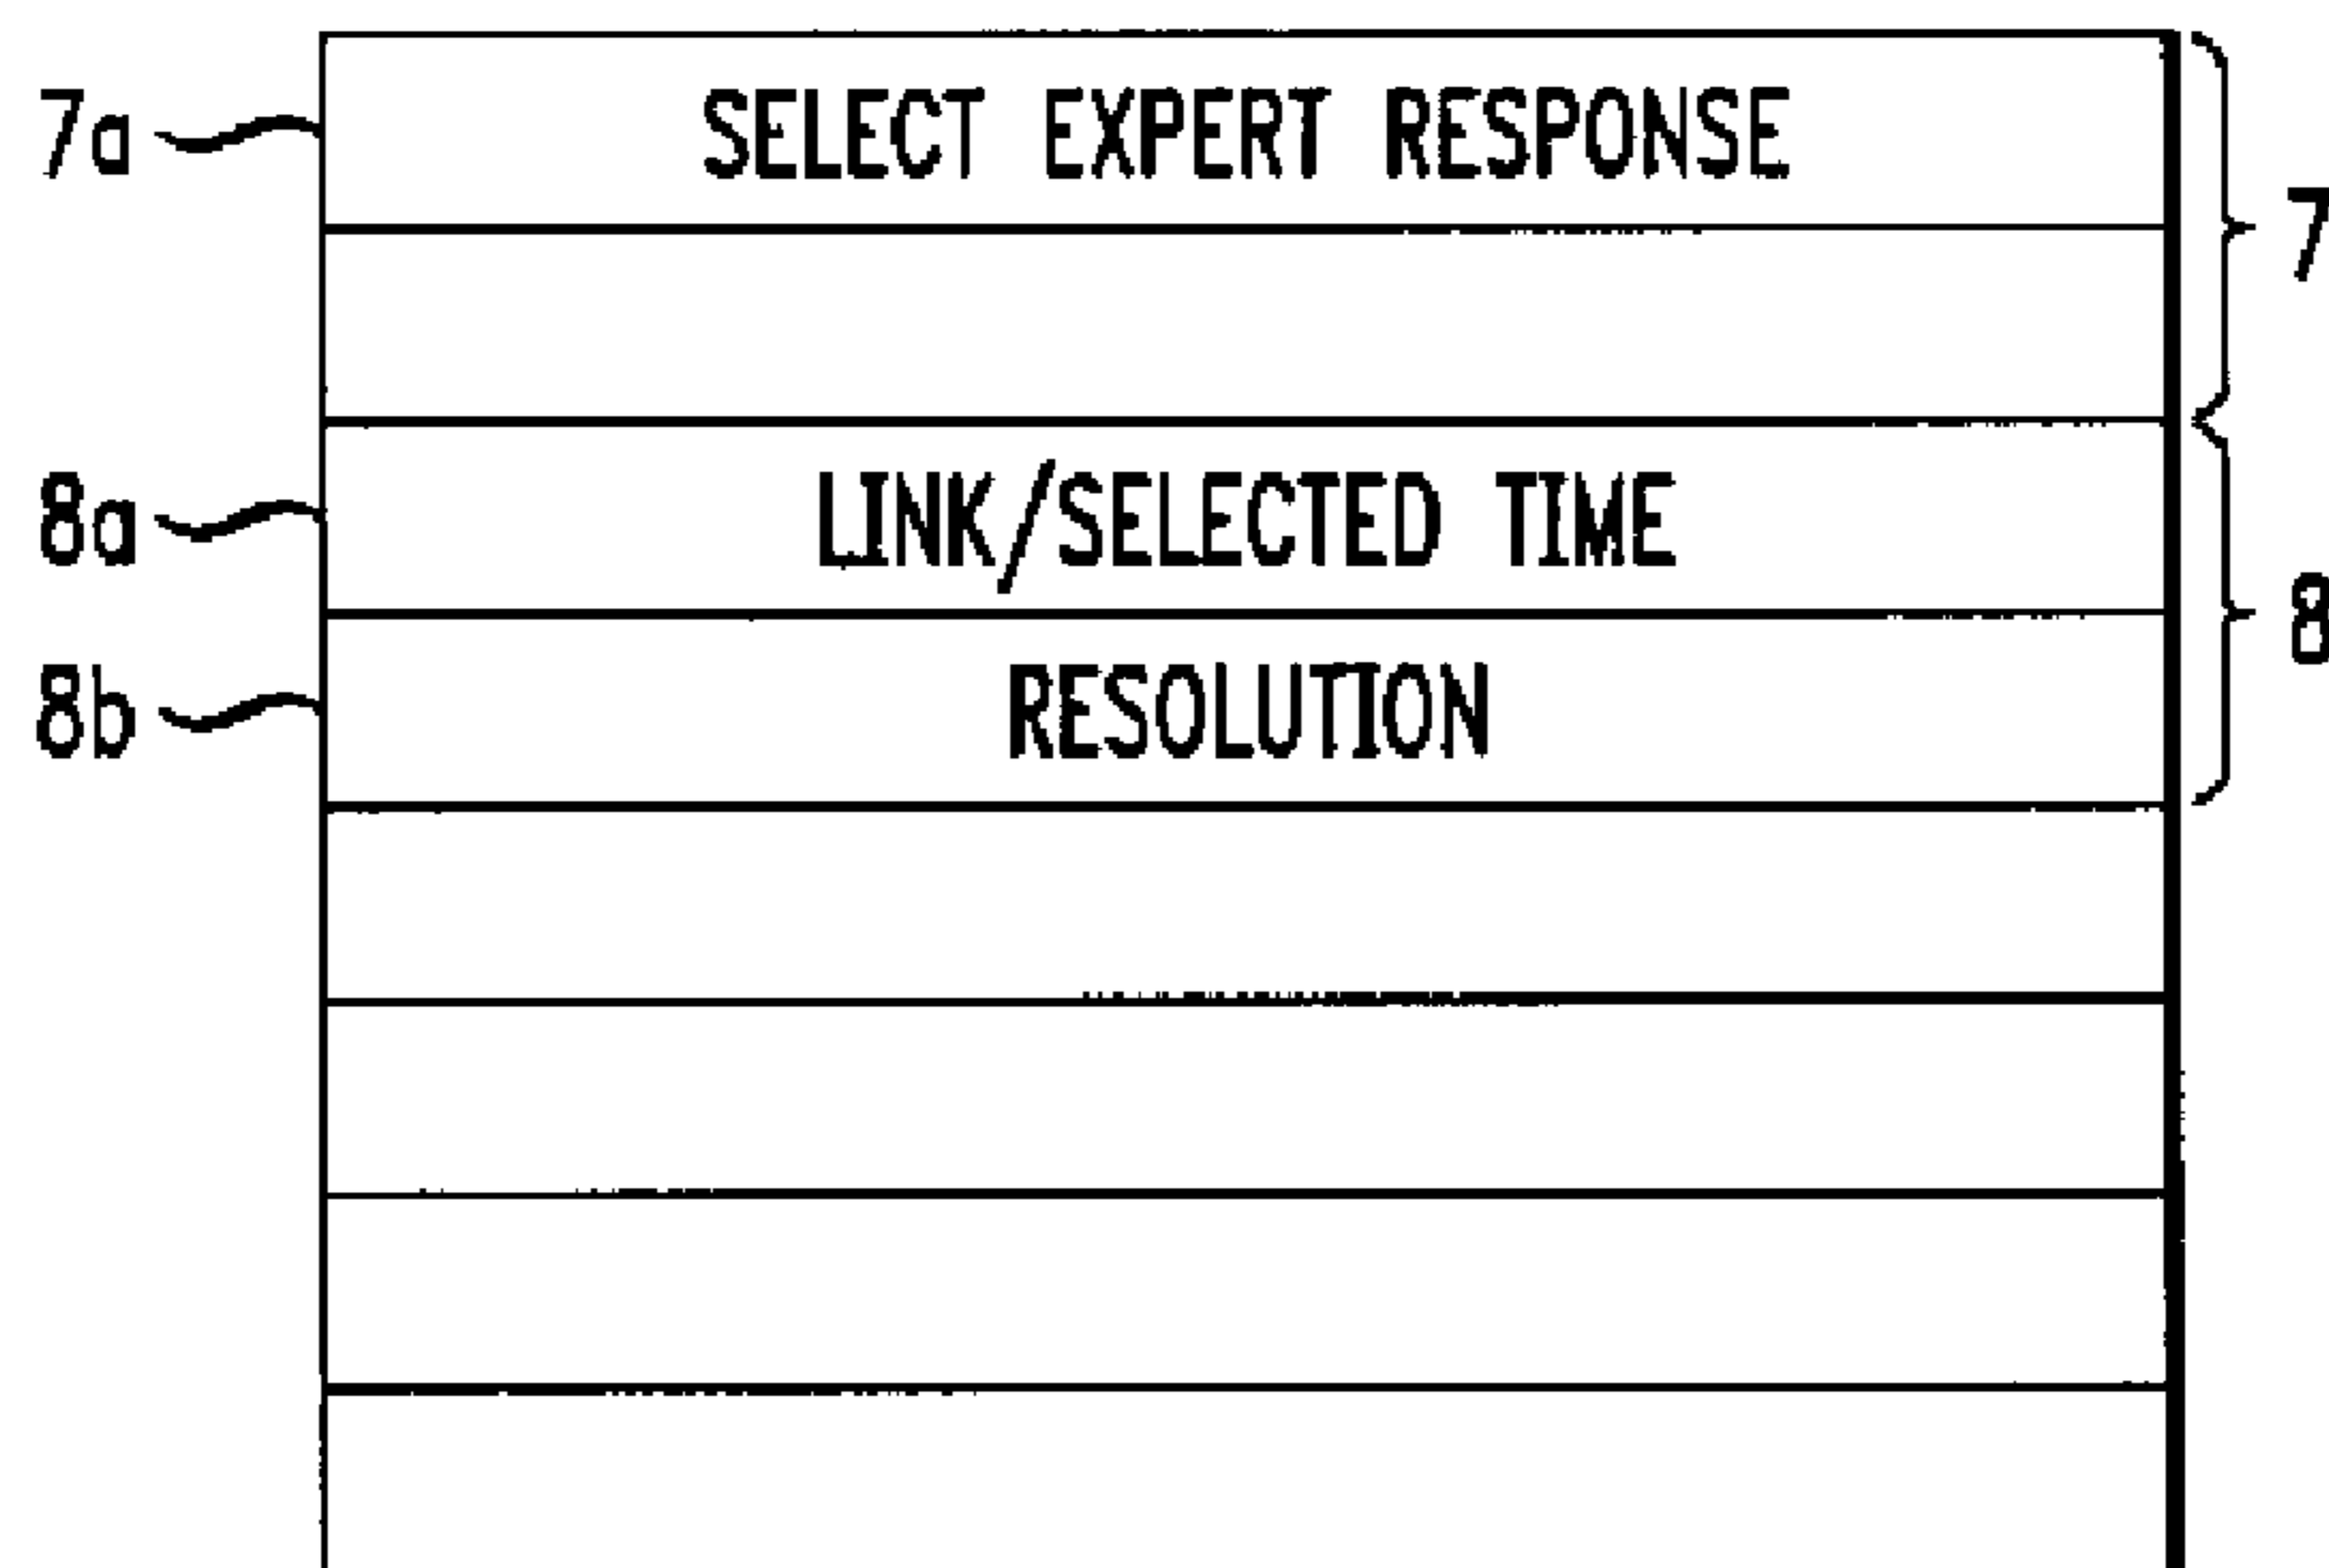 7a SELECT EXPERT RESPONSE
7
8a LINK/SELECTED TIME
8
8b RESOLUTION